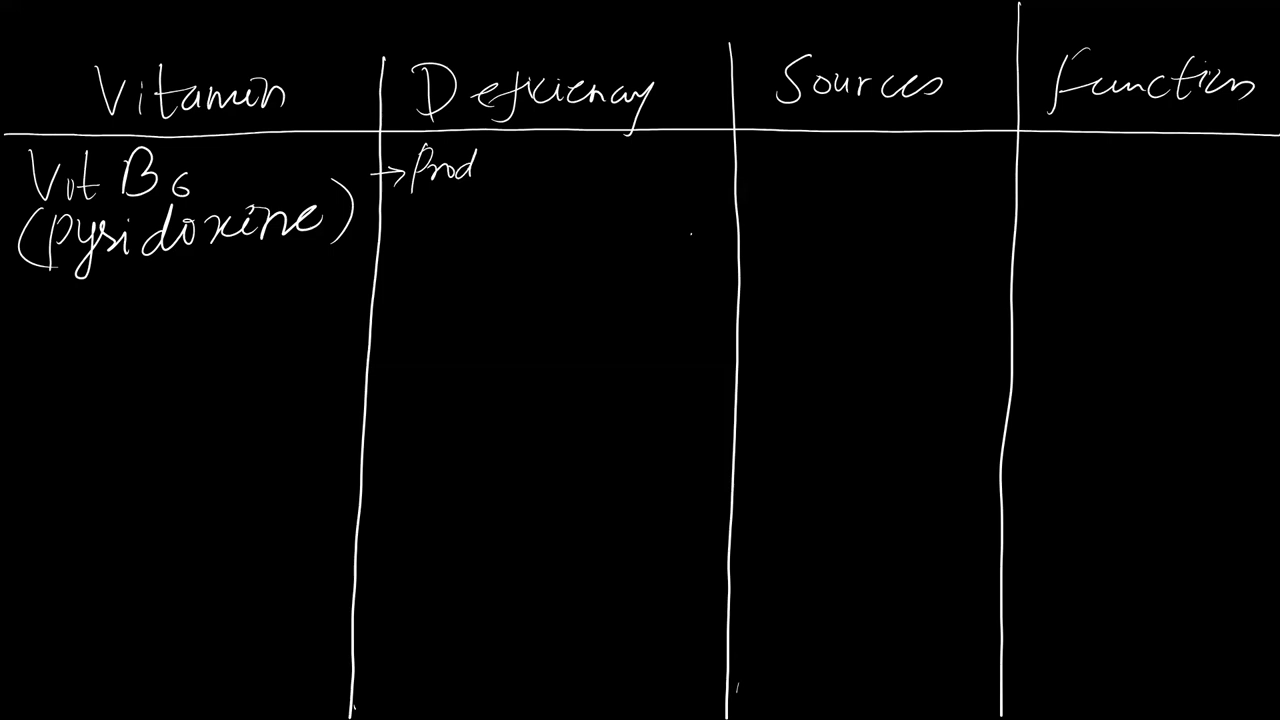 Vitamin Deficiency Sources Function
Vit B6 → Prod
(pyridoxine)